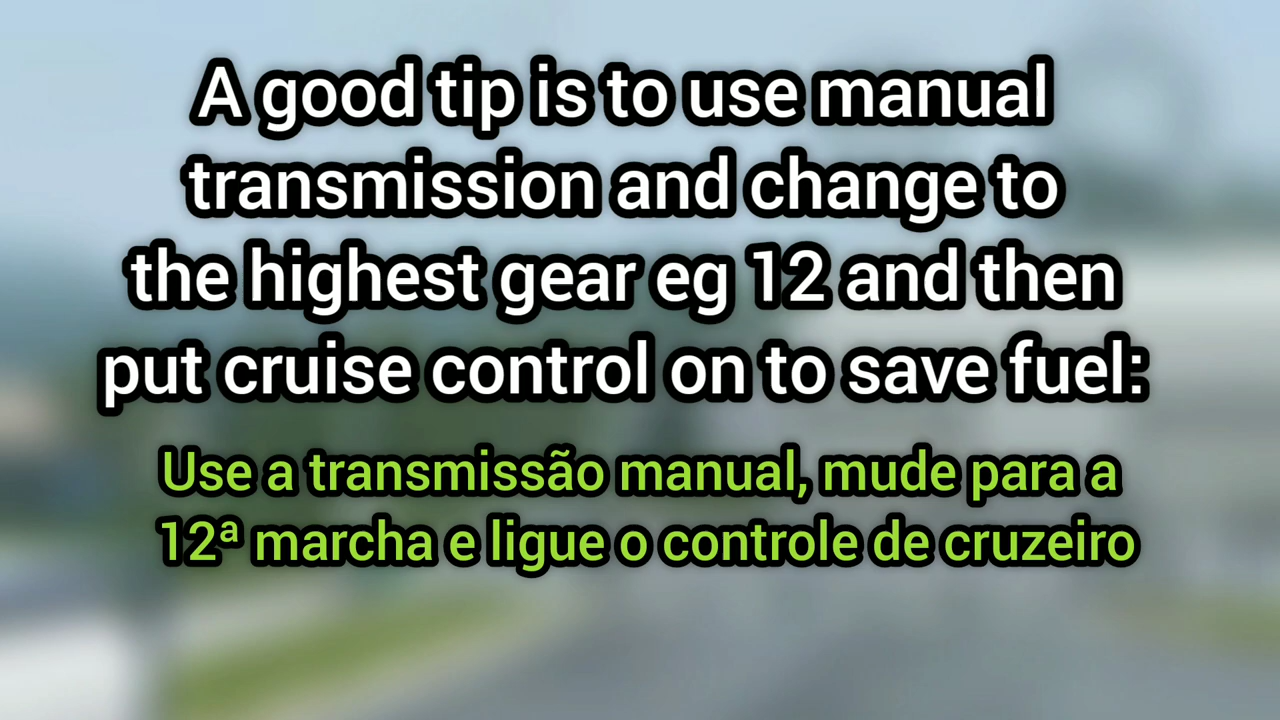 A good tip is to use manual
transmission and change to
the highest gear eg 12 and then
put cruise control on to save fuel:
Use a transmissão manual, mude para a
12ª marcha e ligue o controle de cruzeiro